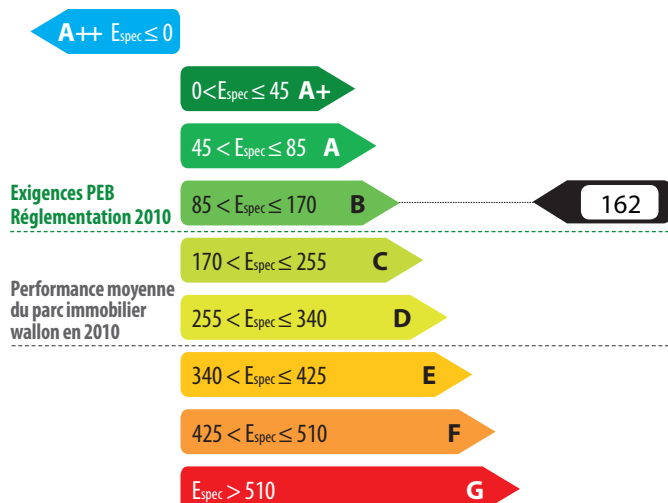 A++ Espec ≤ 0
0<Espec ≤ 45 A+
45 < Espec ≤ 85 A
Exigences PEB
Réglementation 2010
85 < Espec ≤ 170 B
162
170 < Espec ≤ 255 C
Performance moyenne
du parc immobilier
wallon en 2010
255 < Espec ≤ 340 D
340 < Espec ≤ 425 E
425 < Espec ≤ 510 F
Espec > 510 G